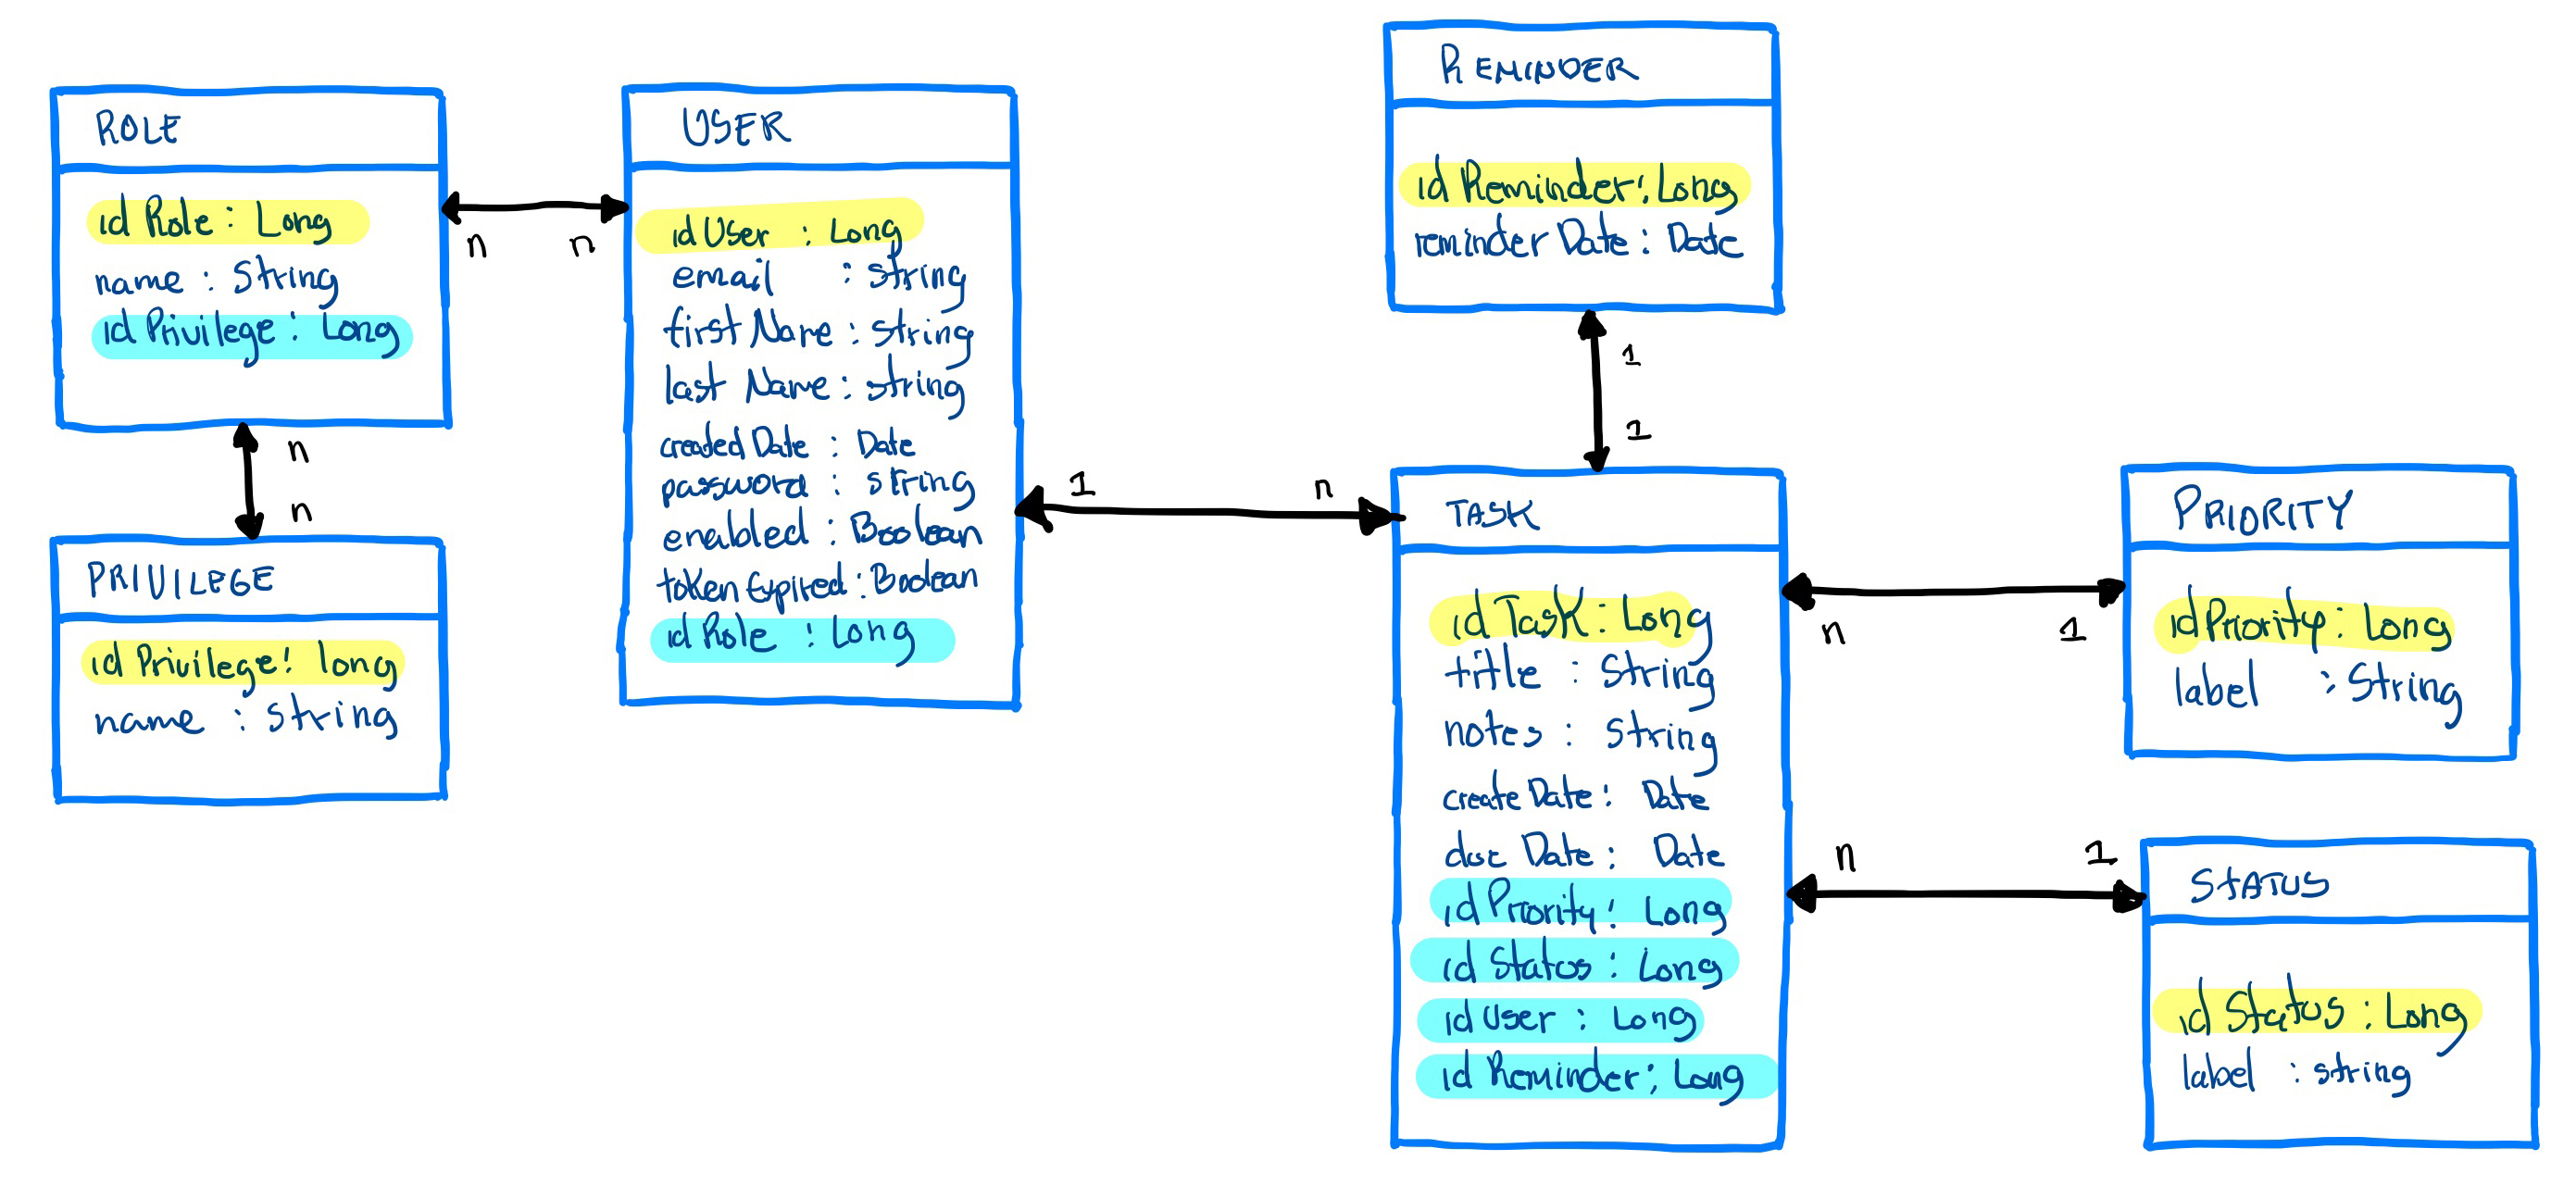 ROLE
id Role : Long
name : String
id Privilege : Long
n
n
n
n
PRIVILEGE
id Privilege : long
name : string
USER
id User : Long
email : string
first Name : string
last Name : string
created Date : Date
password : string
enabled : Boolean
token Expired : Boolean
id Role : Long
1
n
REMINDER
id Reminder : Long
reminder Date : Date
1
1
TASK
id Task : Long
title : String
notes : String
create Date : Date
due Date : Date
id Priority : Long
id Status : Long
id User : Long
id Reminder : Long
n
1
n
1
PRIORITY
id Priority : Long
label : String
STATUS
id Status : Long
label : string